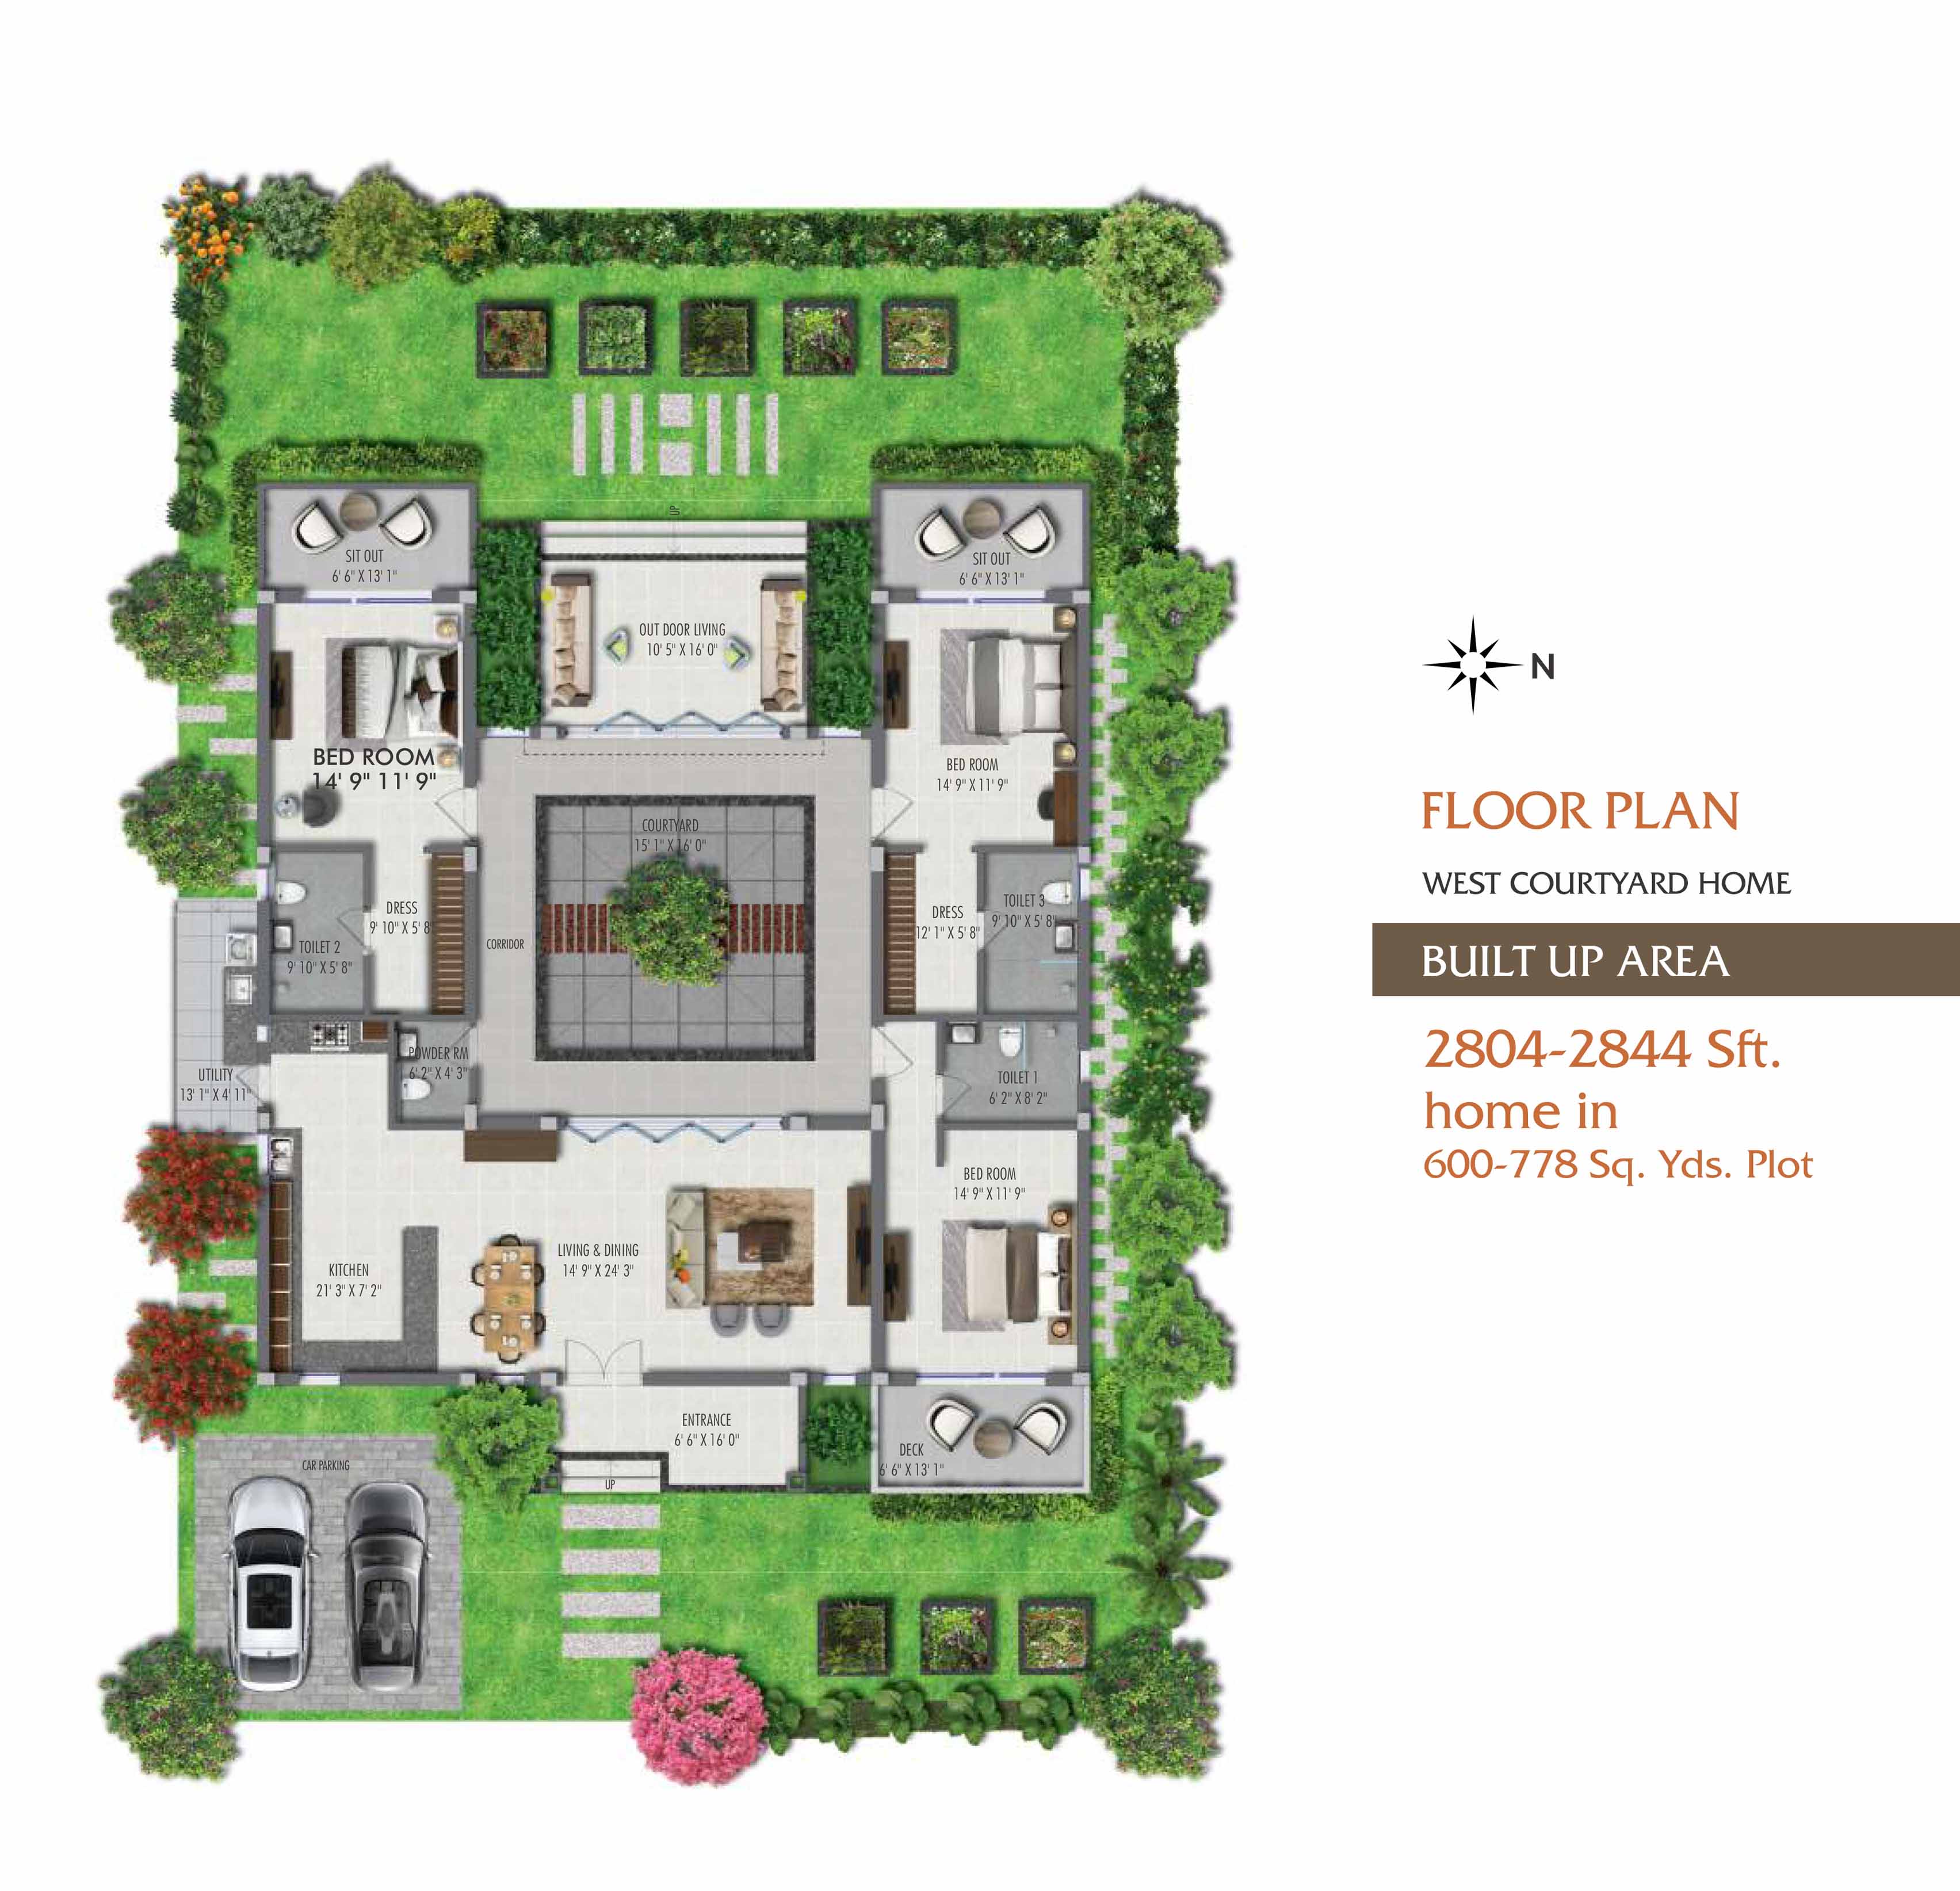 UP
SIT OUT
6' 6" X 13' 1"
SIT OUT
6' 6" X 13' 1"
OUT DOOR LIVING
10' 5" X 16' 0"
BED ROOM
14' 9" 11' 9"
BED ROOM
14' 9" X 11' 9"
COURTYARD
15' 1" X 16' 0"
DRESS
9' 10" X 5' 8"
TOILET 2
9' 10" X 5' 8"
CORRIDOR
DRESS
12' 1" X 5' 8"
TOILET 3
9' 10" X 5' 8"
POWDER RM
6' 2" X 4' 3"
UTILITY
13' 1" X 4' 11"
TOILET 1
6' 2" X 8' 2"
BED ROOM
14' 9" X 11' 9"
LIVING & DINING
14' 9" X 24' 3"
KITCHEN
21' 3" X 7' 2"
ENTRANCE
6' 6" X 16' 0"
DECK
6' 6" X 13' 1"
UP
CAR PARKING
N
FLOOR PLAN
WEST COURTYARD HOME
BUILT UP AREA
2804-2844 Sft.
home in
600-778 Sq. Yds. Plot